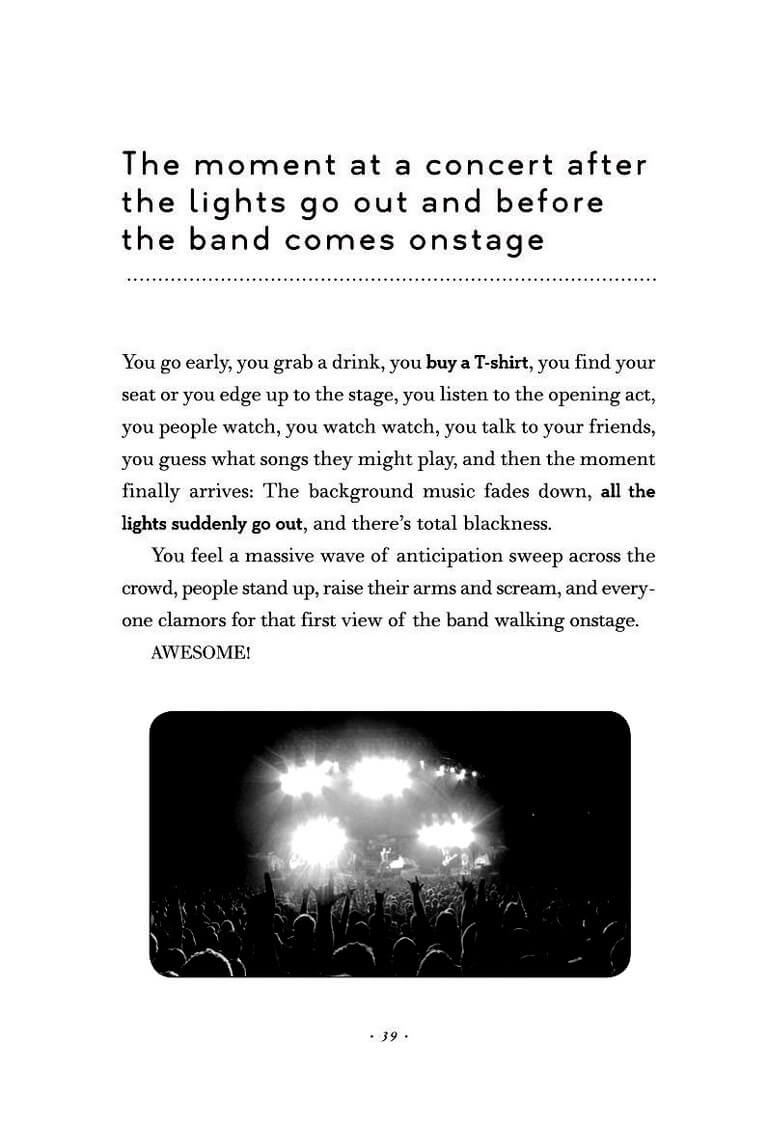 The moment at a concert after
the lights go out and before
the band comes onstage
You go early, you grab a drink, you buy a T-shirt, you find your
seat or you edge up to the stage, you listen to the opening act,
you people watch, you watch watch, you talk to your friends,
you guess what songs they might play, and then the moment
finally arrives: The background music fades down, all the
lights suddenly go out, and there's total blackness.
You feel a massive wave of anticipation sweep across the
crowd, people stand up, raise their arms and scream, and every-
one clamors for that first view of the band walking onstage.
AWESOME!
· 39 ·